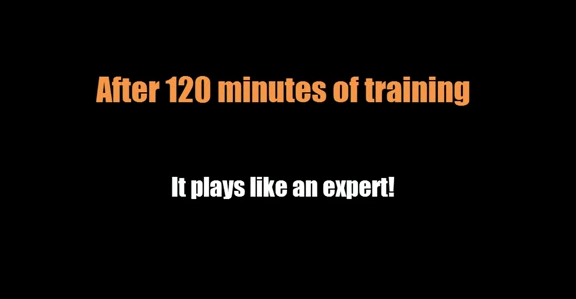 After 120 minutes of training
It plays like an expert!